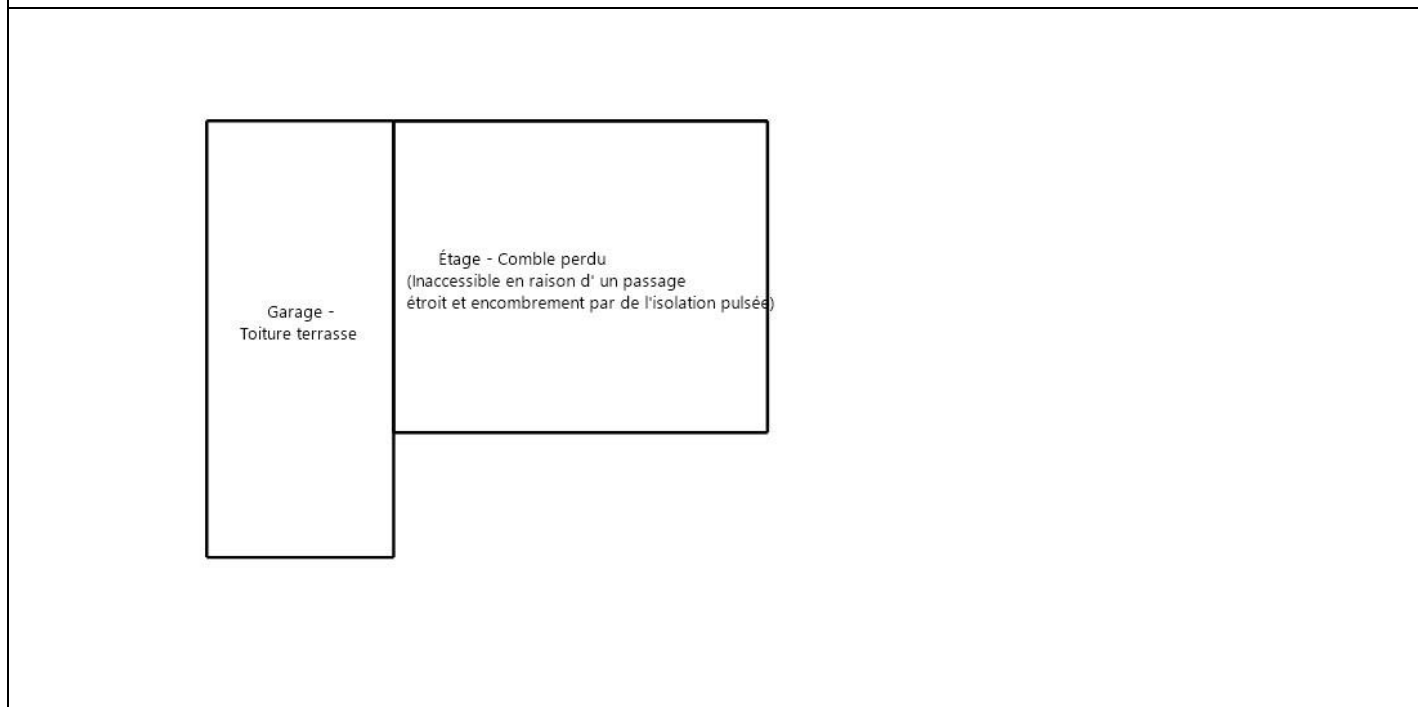 Garage -
Toiture terrasse
Étage - Comble perdu
(Inaccessible en raison d' un passage
étroit et encombrement par de l'isolation pulsée)